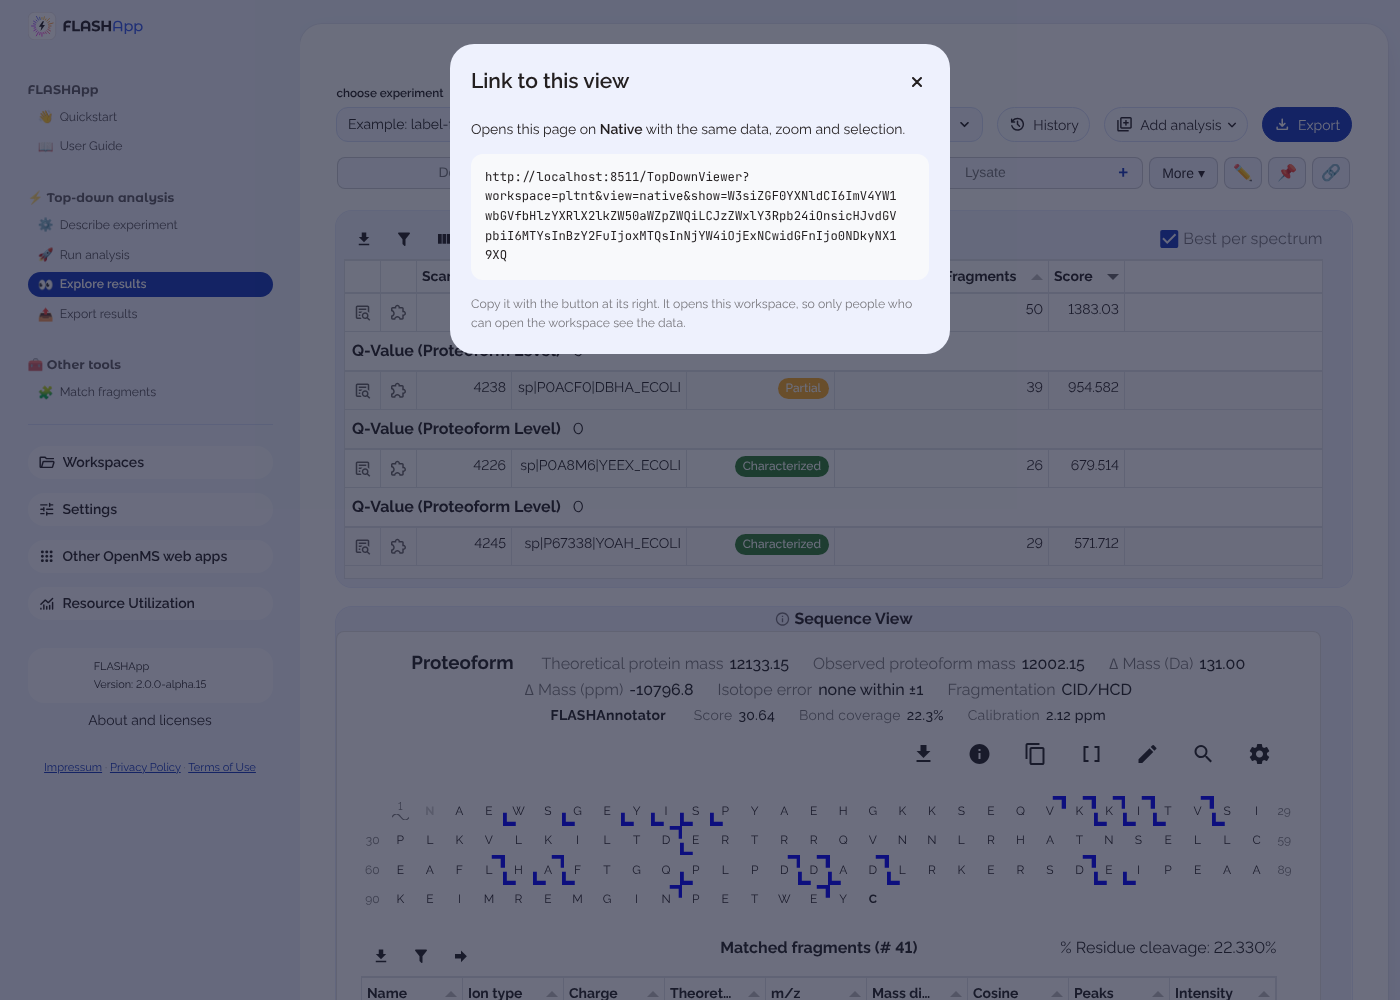 FLASHApp
FLASHApp
👋 Quickstart
📖 User Guide
⚡ Top-down analysis
Describe experiment
🚀 Run analysis
👀 Explore results
📤 Export results
🧰 Other tools
🧩 Match fragments
Workspaces
Settings
Other OpenMS web apps
Resource Utilization
FLASHApp
Version: 2.0.0-alpha.15
About and licenses
Impressum · Privacy Policy · Terms of Use
choose experiment
Example: label-
History
Add analysis
Export
Lysate
+
More ▾
Link to this view
Opens this page on Native with the same data, zoom and selection.
http://localhost:8511/TopDownViewer?
workspace=pltnt&view=native&show=W3siZGF0YXNldCI6ImV4YW1
wbGVfbHlzYXRlX2lkZW50aWZpZWQiLCJzZWxlY3Rpb24iOnsicHJvdGV
pbiI6MTYsInBzY2FuIjoxMTQsInNjYW4iOjExNCwidGFnIjo0NDkyNX1
9XQ
Copy it with the button at its right. It opens this workspace, so only people who
can open the workspace see the data.
Best per spectrum
Fragments Score
50 1383.03
Q-Value (Proteoform Level)
4238 sp|P0ACF0|DBHA_ECOLI Partial 39 954.582
Q-Value (Proteoform Level) 0
4226 sp|P0A8M6|YEEX_ECOLI Characterized 26 679.514
Q-Value (Proteoform Level) 0
4245 sp|P67338|YOAH_ECOLI Characterized 29 571.712
Sequence View
Proteoform Theoretical protein mass 12133.15 Observed proteoform mass 12002.15 Δ Mass (Da) 131.00
Δ Mass (ppm) -10796.8 Isotope error none within ±1 Fragmentation CID/HCD
FLASHAnnotator Score 30.64 Bond coverage 22.3% Calibration 2.12 ppm
1 N A E W S G E Y I S P Y A E H G K K S E Q V K K I T V S I 29
30 P L K V L K I L T D E R T R R Q V N N L R H A T N S E L L C 59
60 E A F L H A F T G Q P L P D D A D L R K E R S D E I P E A A 89
90 K E I M R E M G I N P E T W E Y C
Matched fragments (# 41)
% Residue cleavage: 22.330%
Name Ion type Charge Theoret... m/z Mass di... Cosine Peaks Intensity